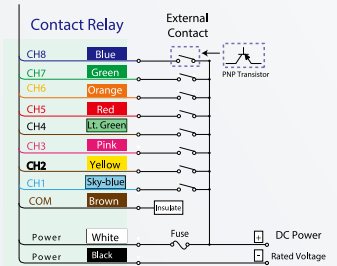 Contact Relay
External
Contact
CH8 Blue
CH7 Green
CH6 Orange
CH5 Red
CH4 Lt. Green
CH3 Pink
CH2 Yellow
CH1 Sky-blue
COM Brown
PNP Transistor
Insulate
Power White Fuse + DC Power
Power Black - Rated Voltage